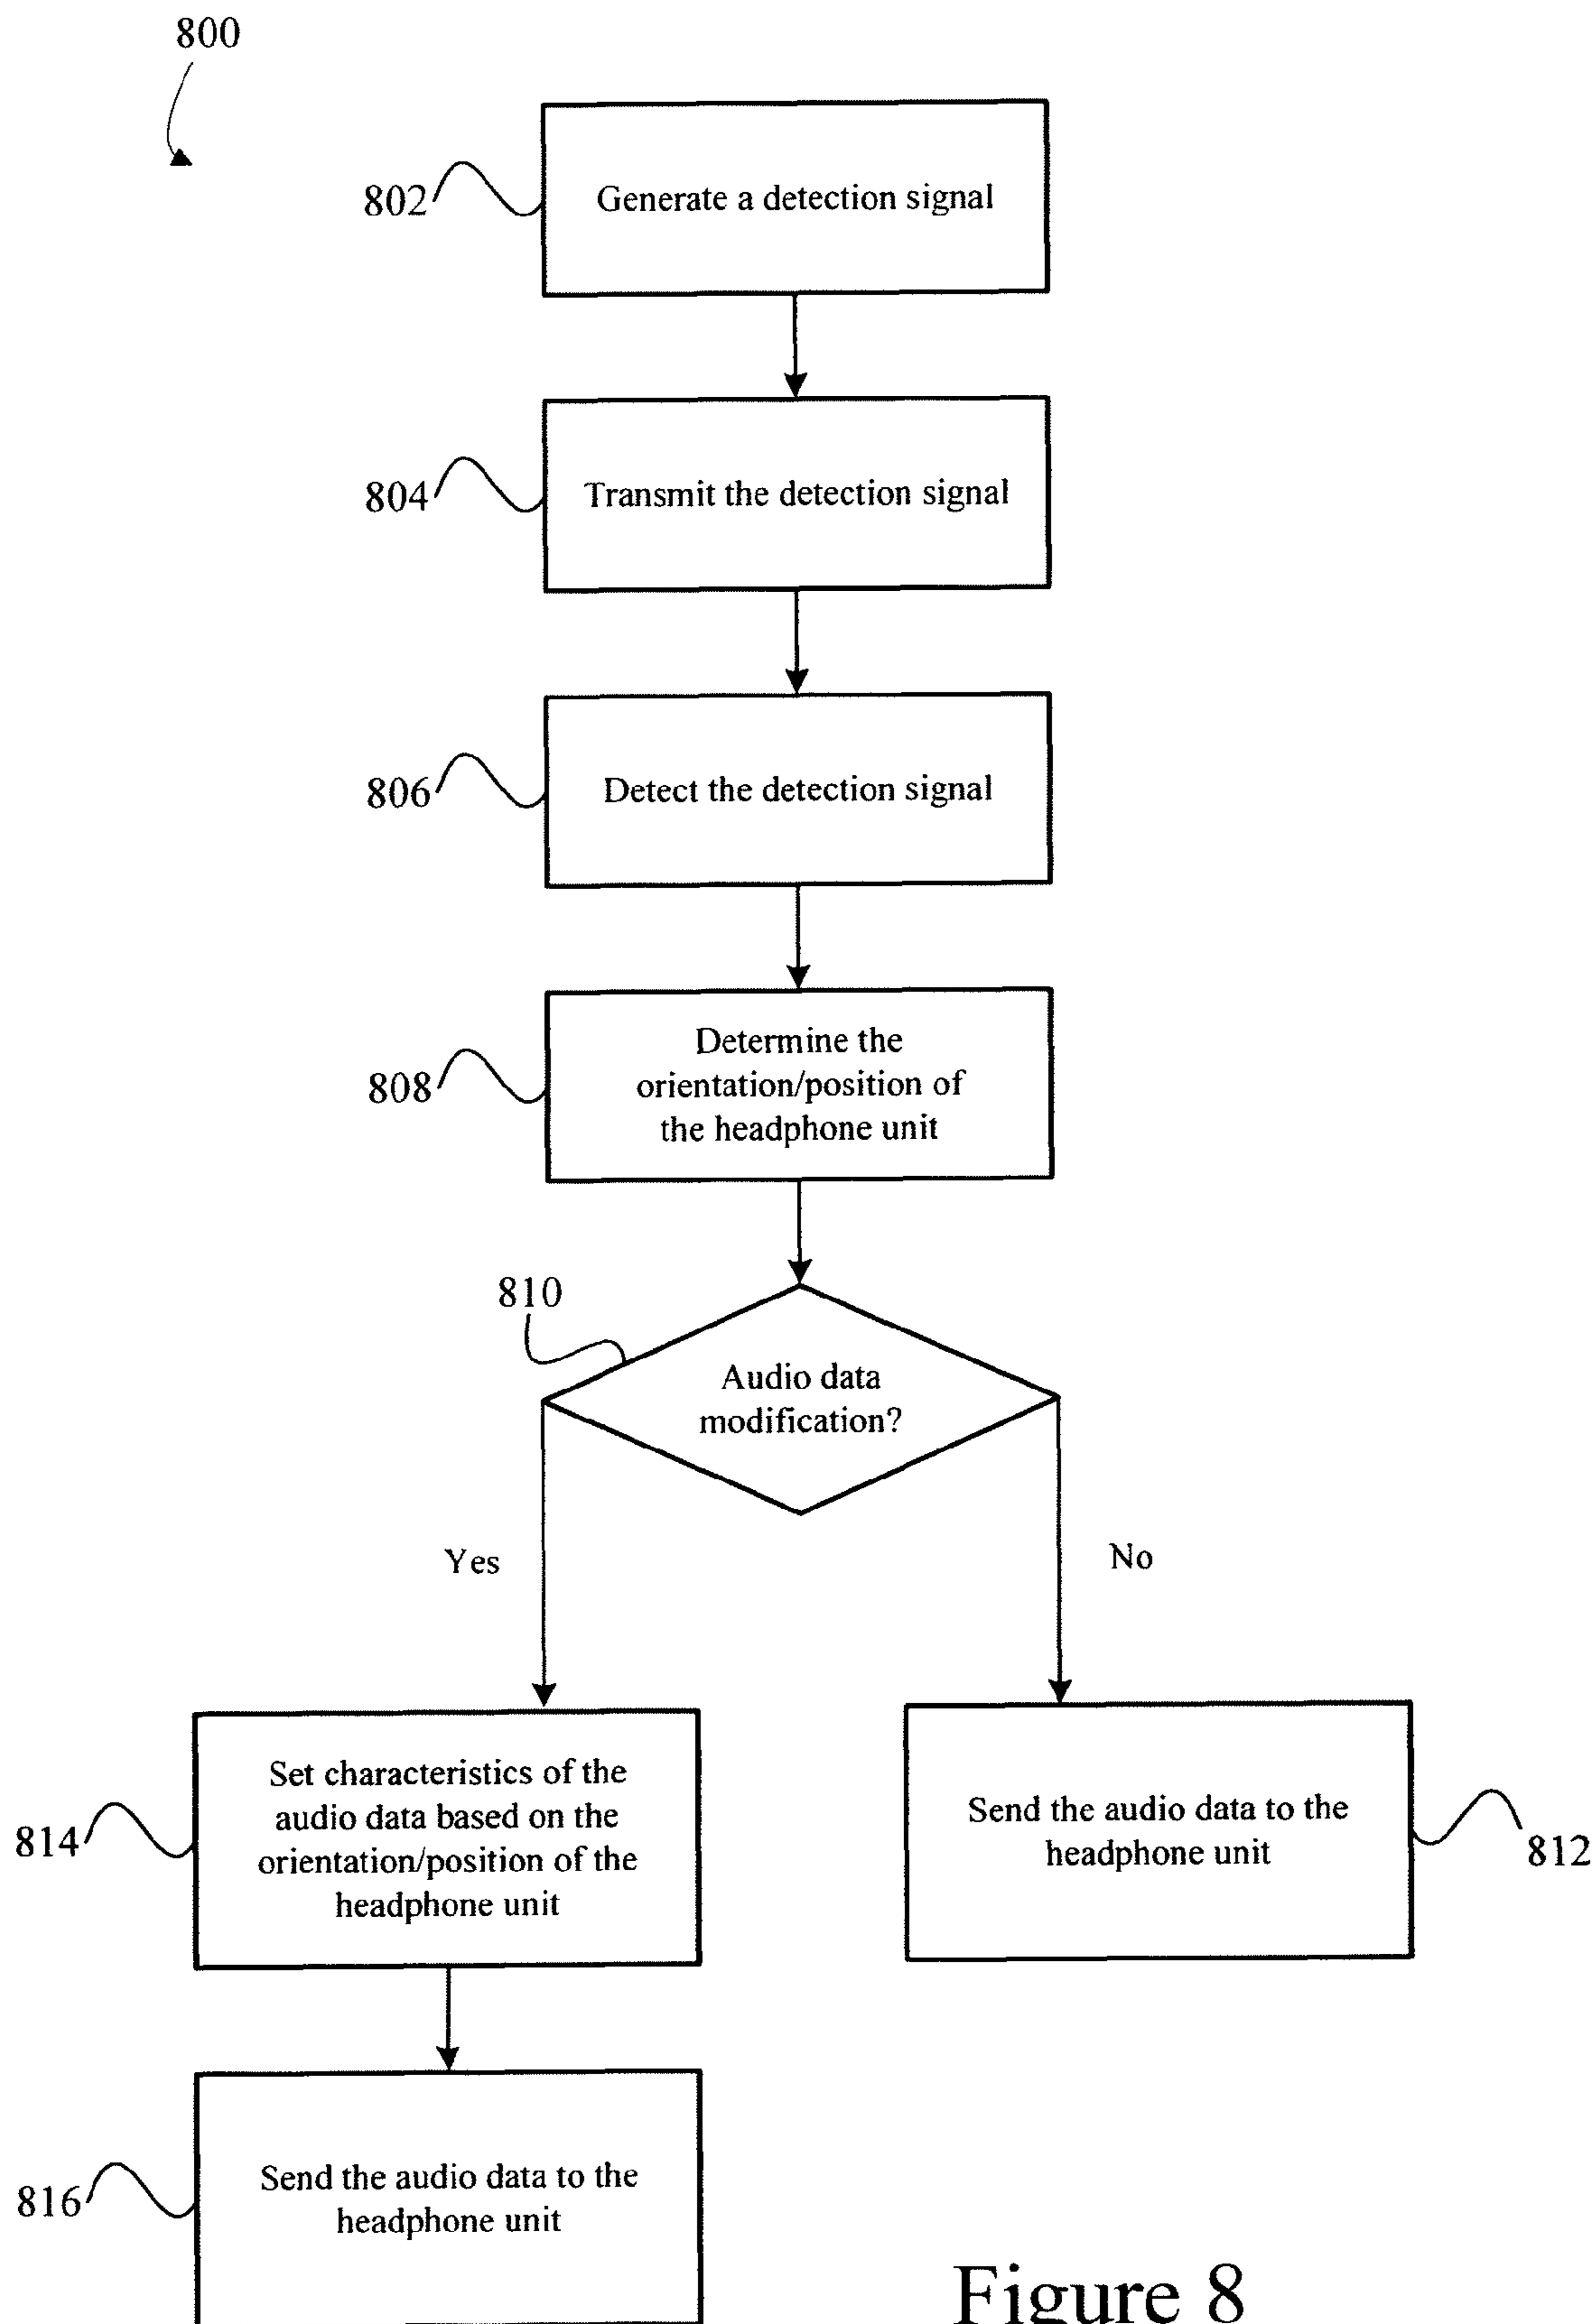 800
802
Generate a detection signal
804
Transmit the detection signal
806
Detect the detection signal
808
Determine the
orientation/position of
the headphone unit
810
Audio data
modification?
Yes
No
814
Set characteristics of the
audio data based on the
orientation/position of the
headphone unit
Send the audio data to the
headphone unit
812
816
Send the audio data to the
headphone unit
Figure 8